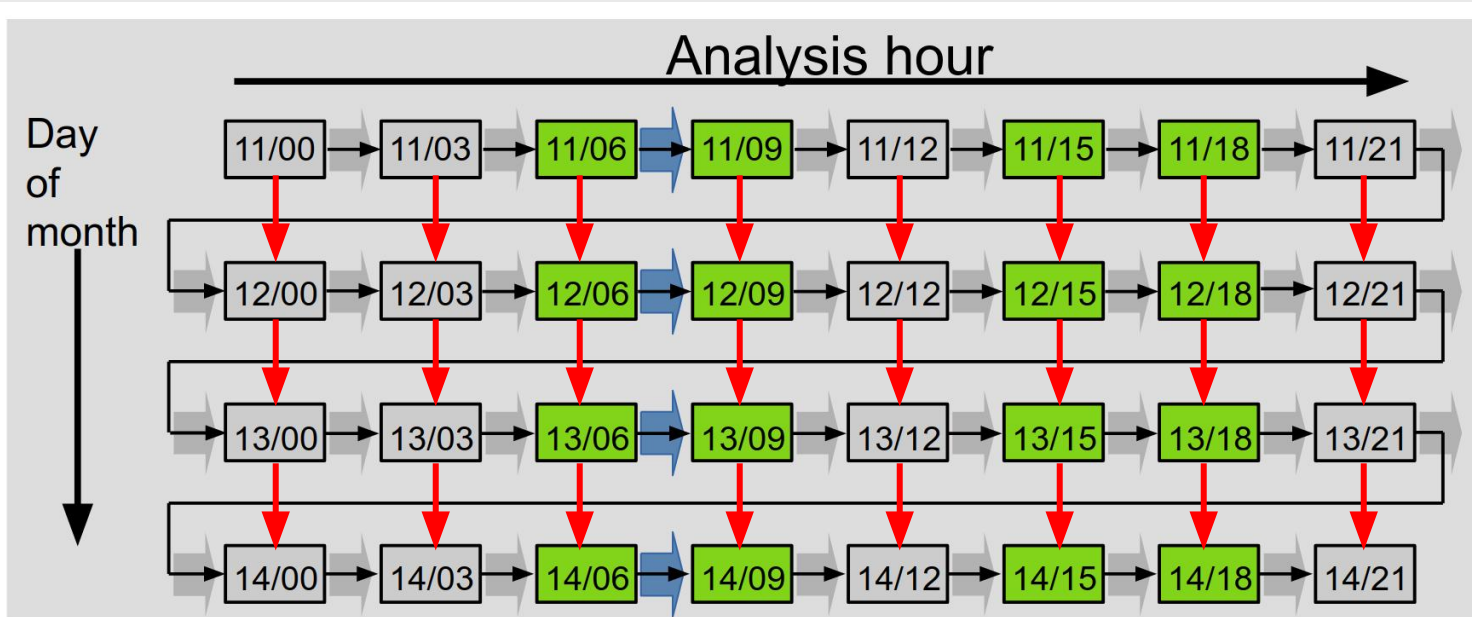 Analysis hour
Day
of
month
11/00 11/03 11/06 11/09 11/12 11/15 11/18 11/21
12/00 12/03 12/06 12/09 12/12 12/15 12/18 12/21
13/00 13/03 13/06 13/09 13/12 13/15 13/18 13/21
14/00 14/03 14/06 14/09 14/12 14/15 14/18 14/21